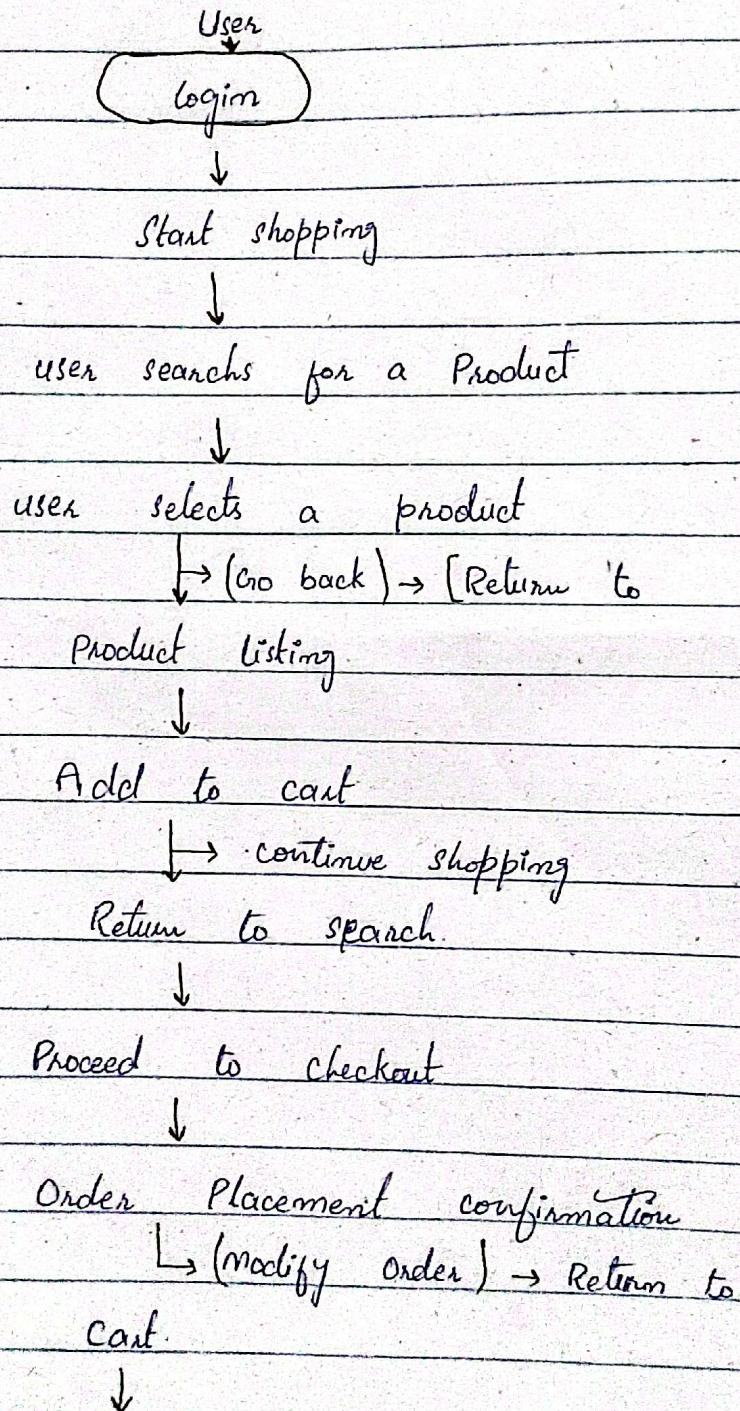 User
Login
Start shopping
user searchs for a Product
user selects a product
(Go back) → [Return to
Product listing.
Add to cart
continue shopping
Return to search.
Proceed to checkout
Order Placement confirmation
(modify order) → Return to
cart.